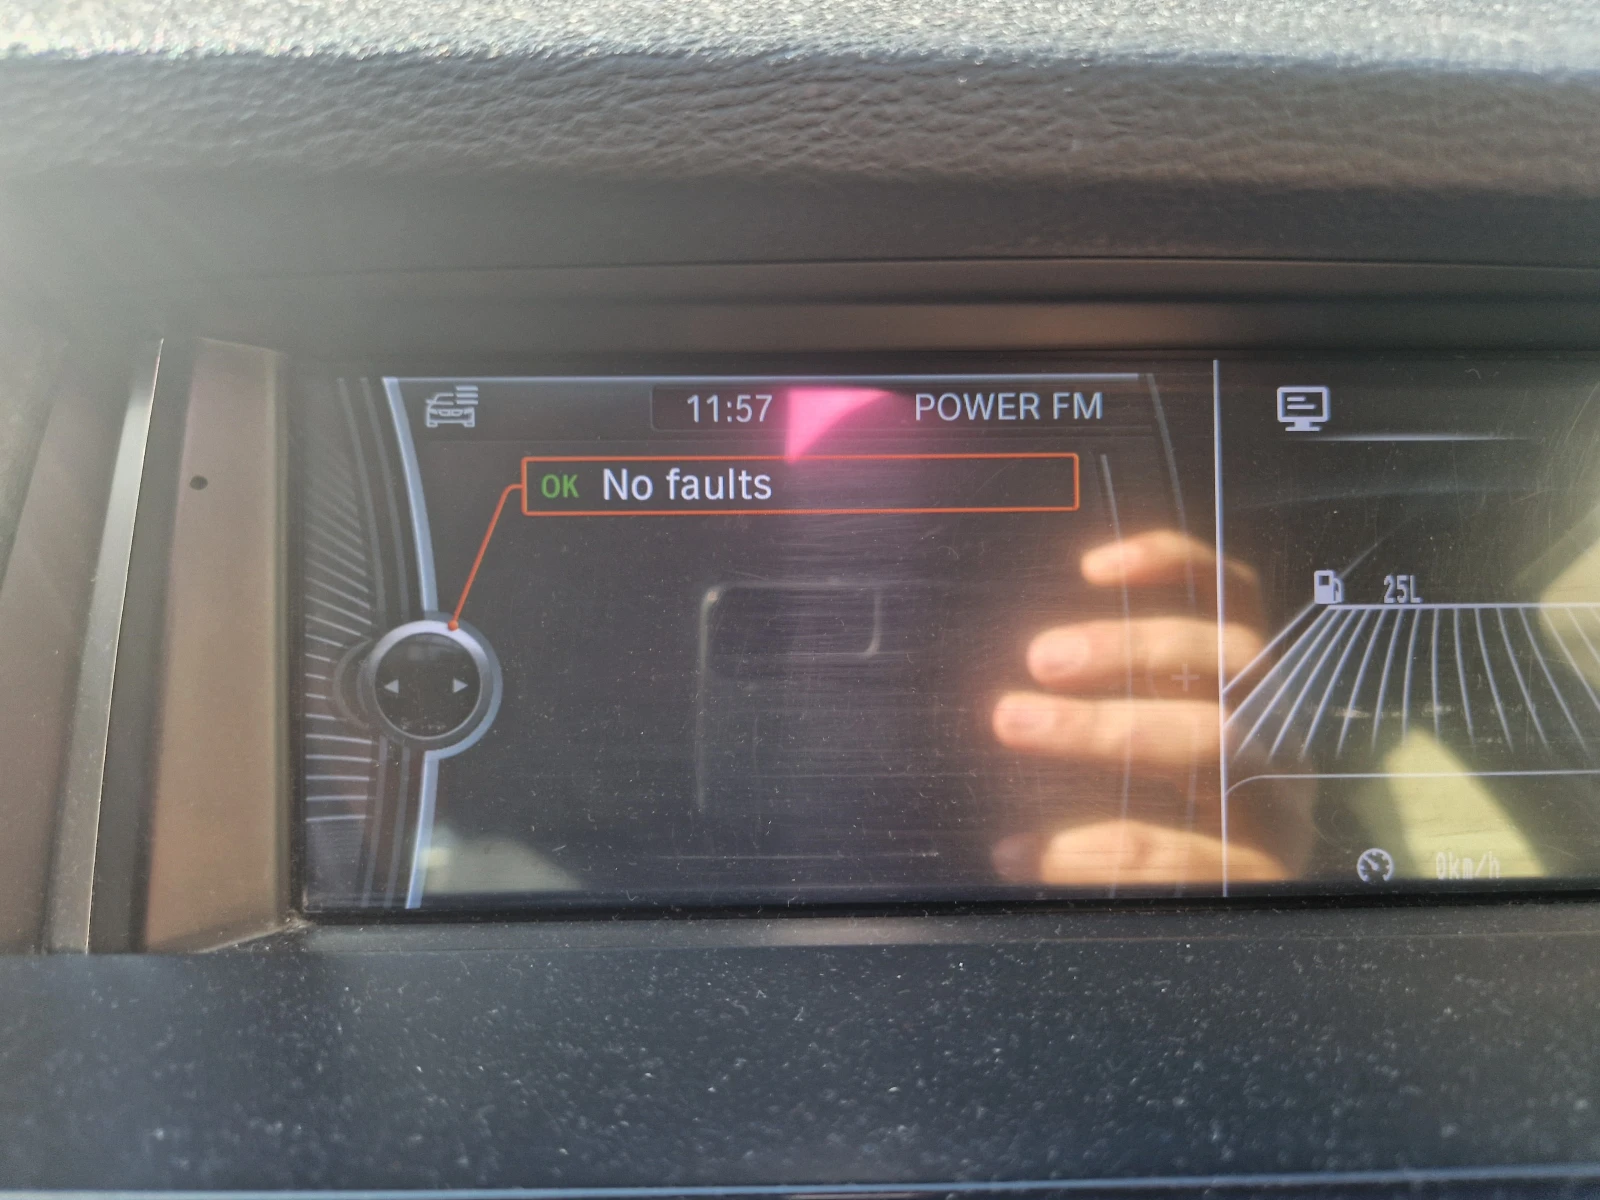 11:57
POWER FM
OK No faults
25L
0km/h